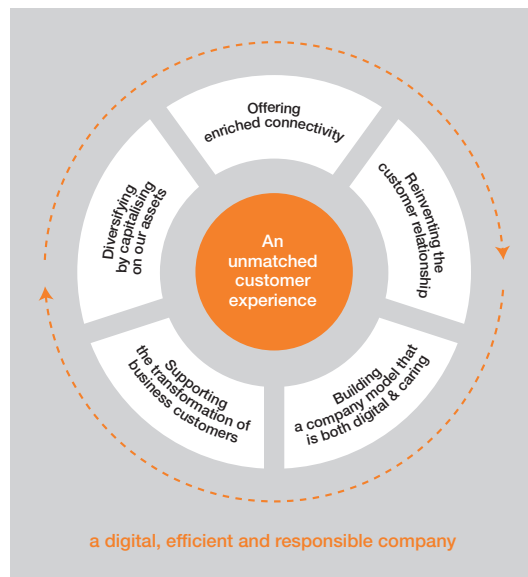 Offering
enriched connectivity
Reinventing the
customer relationship
Building
a company model that
is both digital & caring
Supporting
the transformation of
business customers
Diversifying
by capitalising
on our assets
An
unmatched
customer
experience
a digital, efficient and responsible company